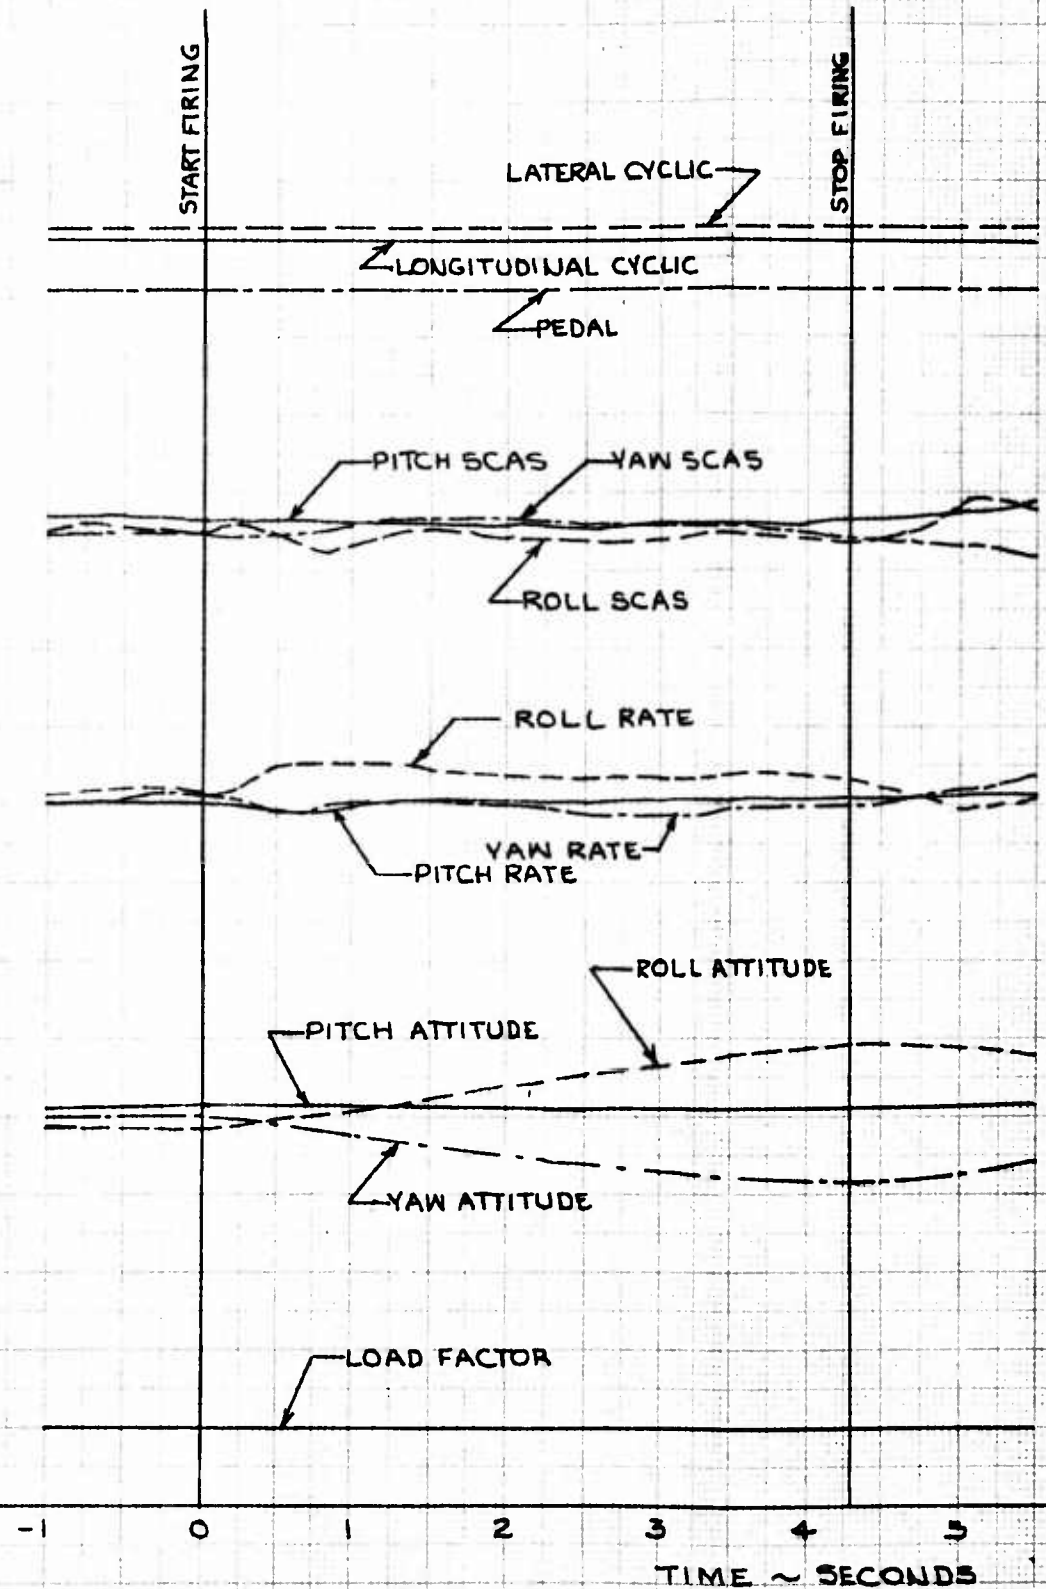 START FIRING
STOP FIRING
LATERAL CYCLIC
LONGITUDINAL CYCLIC
PEDAL
PITCH SCAS
YAW SCAS
ROLL SCAS
ROLL RATE
YAW RATE
PITCH RATE
ROLL ATTITUDE
PITCH ATTITUDE
YAW ATTITUDE
LOAD FACTOR
-1 0 1 2 3 4 5
TIME ~ SECONDS